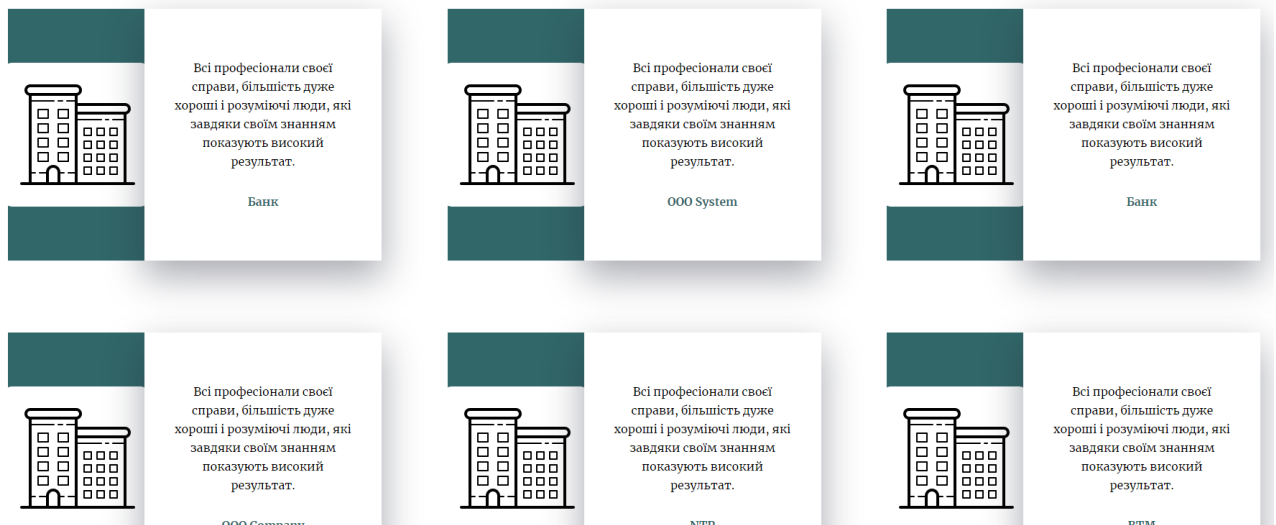 Всі професіонали своєї
справи, більшість дуже
хороші і розуміючі люди, які
завдяки своїм знанням
показують високий
результат.
Банк
Всі професіонали своєї
справи, більшість дуже
хороші і розуміючі люди, які
завдяки своїм знанням
показують високий
результат.
ООО System
Всі професіонали своєї
справи, більшість дуже
хороші і розуміючі люди, які
завдяки своїм знанням
показують високий
результат.
Банк
Всі професіонали своєї
справи, більшість дуже
хороші і розуміючі люди, які
завдяки своїм знанням
показують високий
результат.
ООО Company
Всі професіонали своєї
справи, більшість дуже
хороші і розуміючі люди, які
завдяки своїм знанням
показують високий
результат.
Всі професіонали своєї
справи, більшість дуже
хороші і розуміючі люди, які
завдяки своїм знанням
показують високий
результат.